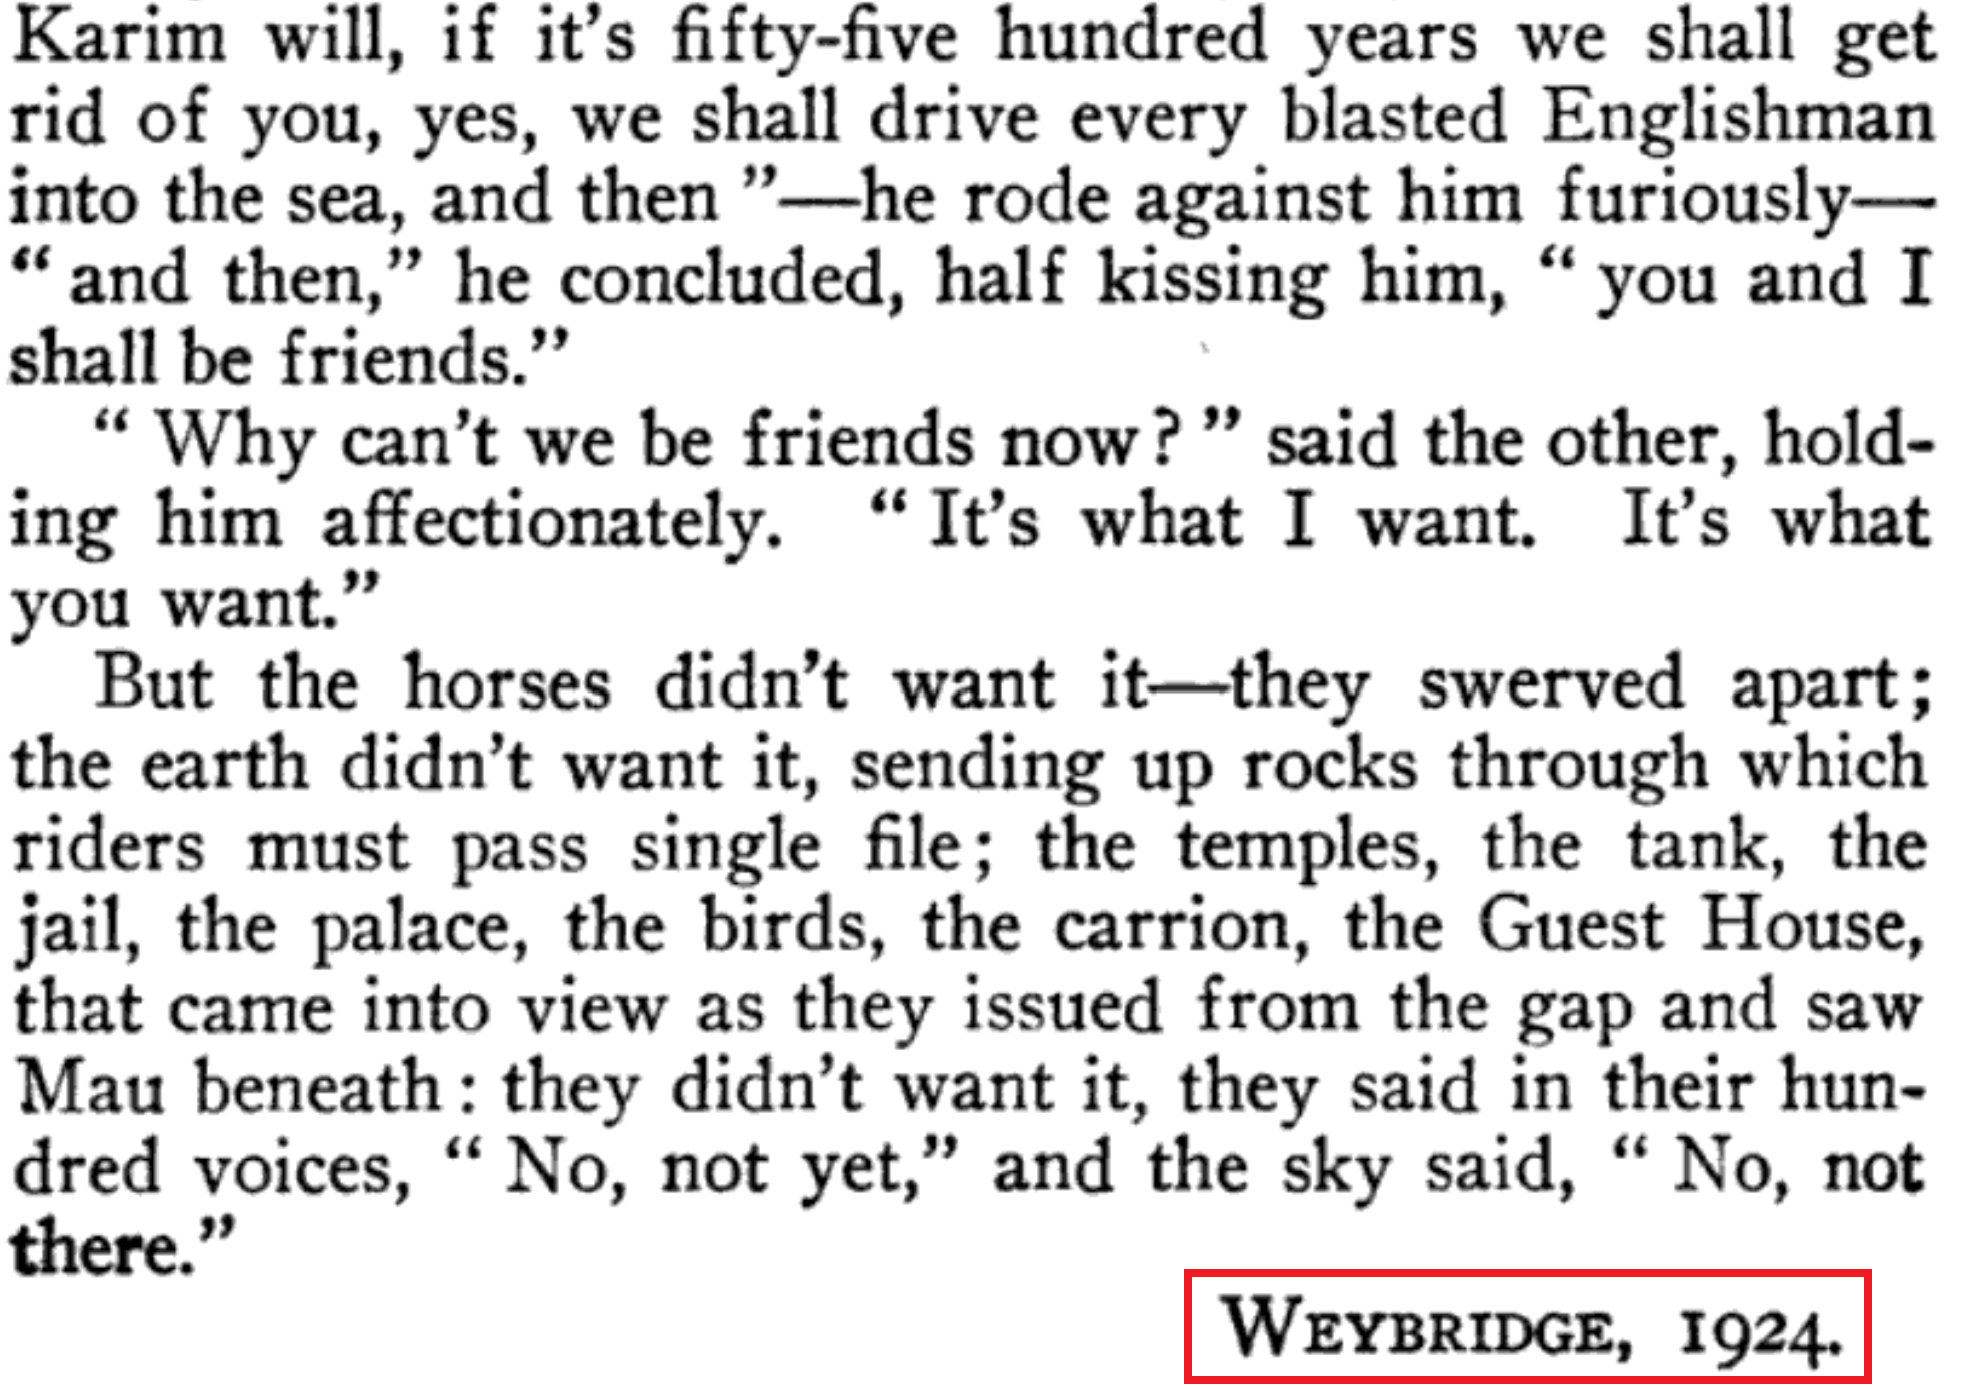 Karim will, if it's fifty-five hundred years we shall get
rid of you, yes, we shall drive every blasted Englishman
into the sea, and then ”—he rode against him furiously—
“ and then,” he concluded, half kissing him, “ you and I
shall be friends.”
“ Why can't we be friends now? ” said the other, hold-
ing him affectionately. “ It's what I want. It's what
you want.”
But the horses didn't want it—they swerved apart;
the earth didn't want it, sending up rocks through which
riders must pass single file; the temples, the tank, the
jail, the palace, the birds, the carrion, the Guest House,
that came into view as they issued from the gap and saw
Mau beneath: they didn't want it, they said in their hun-
dred voices, “ No, not yet,” and the sky said, “ No, not
there.”
WEYBRIDGE, 1924.